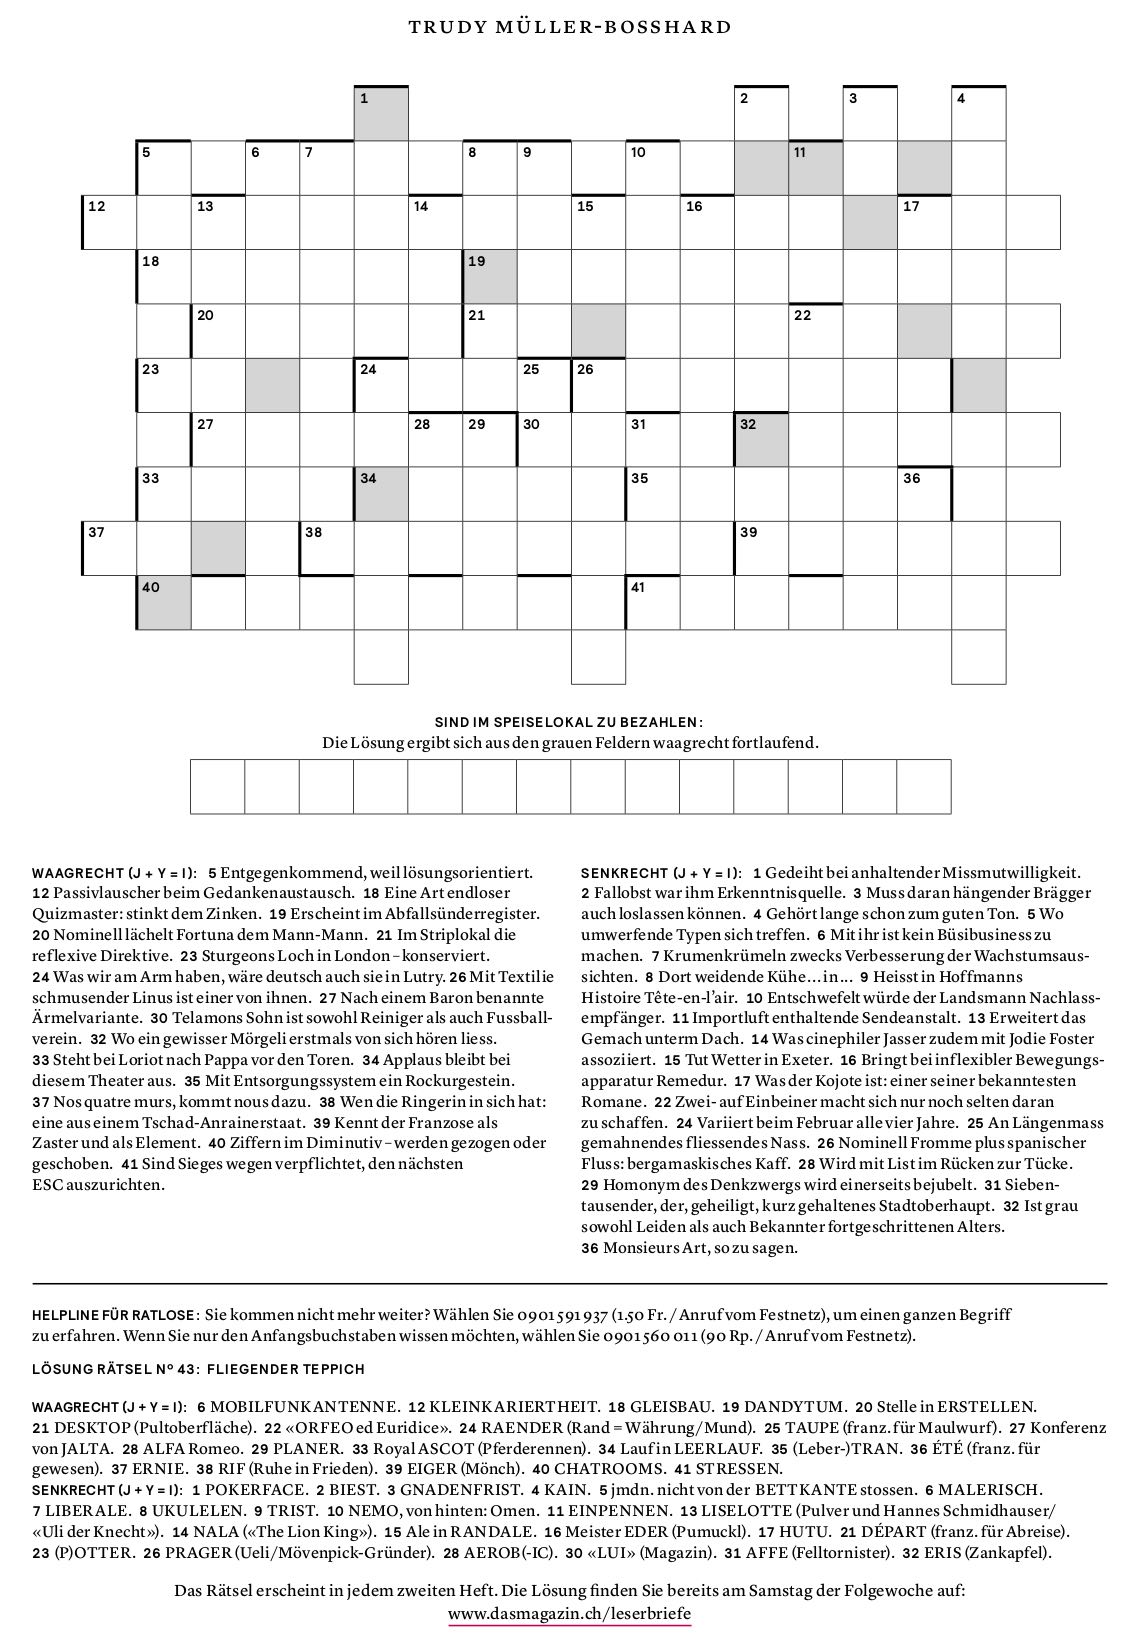 TRUDY MÜLLER-BOSSHARD
1 2 3 4
5 6 7 8 9 10 11
12 13 14 15 16 17
18 19
20 21 22
23 24 25 26
27 28 29 30 31 32
33 34 35 36
37 38 39
40 41
SIND IM SPEISELOKAL ZU BEZAHLEN:
Die Lösung ergibt sich aus den grauen Feldern waagrecht fortlaufend.
WAAGRECHT (J + Y = I): 5 Entgegenkommend, weil lösungsorientiert.
12 Passivlauscher beim Gedankenaustausch. 18 Eine Art endloser
Quizmaster: stinkt dem Zinken. 19 Erscheint im Abfallsünderregister.
20 Nominell lächelt Fortuna dem Mann-Mann. 21 Im Striplokal die
reflexive Direktive. 23 Sturgeons Loch in London – konserviert.
24 Was wir am Arm haben, wäre deutsch auch sie in Lutry. 26 Mit Textilie
schmusender Linus ist einer von ihnen. 27 Nach einem Baron benannte
Ärmelvariante. 30 Telamons Sohn ist sowohl Reiniger als auch Fussball-
verein. 32 Wo ein gewisser Mörgeli erstmals von sich hören liess.
33 Steht bei Loriot nach Pappa vor den Toren. 34 Applaus bleibt bei
diesem Theater aus. 35 Mit Entsorgungssystem ein Rockurgestein.
37 Nos quatre murs, kommt nous dazu. 38 Wen die Ringerin in sich hat:
eine aus einem Tschad-Anrainerstaat. 39 Kennt der Franzose als
Zaster und als Element. 40 Ziffern im Diminutiv – werden gezogen oder
geschoben. 41 Sind Sieges wegen verpflichtet, den nächsten
ESC auszurichten.
SENKRECHT (J + Y = I): 1 Gedeiht bei anhaltender Missmutwilligkeit.
2 Fallobst war ihm Erkenntnisquelle. 3 Muss daran hängender Brägger
auch loslassen können. 4 Gehört lange schon zum guten Ton. 5 Wo
umwerfende Typen sich treffen. 6 Mit ihr ist kein Büsibusiness zu
machen. 7 Krumenkrümeln zwecks Verbesserung der Wachstumsaus-
sichten. 8 Dort weidende Kühe ... in ... 9 Heisst in Hoffmanns
Histoire Tête-en-l’air. 10 Entschwefelt würde der Landsmann Nachlass-
empfänger. 11 Importluft enthaltende Sendeanstalt. 13 Erweitert das
Gemach unterm Dach. 14 Was cinephiler Jasser zudem mit Jodie Foster
assoziiert. 15 Tut Wetter in Exeter. 16 Bringt bei inflexibler Bewegungs-
apparatur Remedur. 17 Was der Kojote ist: einer seiner bekanntesten
Romane. 22 Zwei- auf Einbeiner macht sich nur noch selten daran
zu schaffen. 24 Variiert beim Februar alle vier Jahre. 25 An Längenmass
gemahnendes fliessendes Nass. 26 Nominell Fromme plus spanischer
Fluss: bergamaskisches Kaff. 28 Wird mit List im Rücken zur Tücke.
29 Homonym des Denkzwergs wird einerseits bejubelt. 31 Sieben-
tausender, der, geheiligt, kurz gehaltenes Stadtoberhaupt. 32 Ist grau
sowohl Leiden als auch Bekannter fortgeschrittenen Alters.
36 Monsieurs Art, so zu sagen.
HELPLINE FÜR RATLOSE: Sie kommen nicht mehr weiter? Wählen Sie 0901 591 937 (1.50 Fr. / Anruf vom Festnetz), um einen ganzen Begriff
zu erfahren. Wenn Sie nur den Anfangsbuchstaben wissen möchten, wählen Sie 0901 560 011 (90 Rp. / Anruf vom Festnetz).
LÖSUNG RÄTSEL Nº 43: FLIEGENDER TEPPICH
WAAGRECHT (J + Y = I): 6 MOBILFUNKANTENNE. 12 KLEINKARIERTHEIT. 18 GLEISBAU. 19 DANDYTUM. 20 Stelle in ERSTELLEN.
21 DESKTOP (Pultoberfläche). 22 «ORFEO ed Euridice». 24 RAENDER (Rand = Währung/Mund). 25 TAUPE (franz. für Maulwurf). 27 Konferenz
von JALTA. 28 ALFA Romeo. 29 PLANER. 33 Royal ASCOT (Pferderennen). 34 Lauf in LEERLAUF. 35 (Leber-)TRAN. 36 ÉTÉ (franz. für
gewesen). 37 ERNIE. 38 RIF (Ruhe in Frieden). 39 EIGER (Mönch). 40 CHATROOMS. 41 STRESSEN.
SENKRECHT (J + Y = I): 1 POKERFACE. 2 BIEST. 3 GNADENFRIST. 4 KAIN. 5 jmdn. nicht von der BETTKANTE stossen. 6 MALERISCH.
7 LIBERALE. 8 UKULELEN. 9 TRIST. 10 NEMO, von hinten: Omen. 11 EINPENNEN. 13 LISELOTTE (Pulver und Hannes Schmidhauser/
«Uli der Knecht»). 14 NALA («The Lion King»). 15 Ale in RANDALE. 16 Meister EDER (Pumuckl). 17 HUTU. 21 DÉPART (franz. für Abreise).
23 (P)OTTER. 26 PRAGER (Ueli/Mövenpick-Gründer). 28 AEROB(-IC). 30 «LUI» (Magazin). 31 AFFE (Felltornister). 32 ERIS (Zankapfel).
Das Rätsel erscheint in jedem zweiten Heft. Die Lösung finden Sie bereits am Samstag der Folgewoche auf:
www.dasmagazin.ch/leserbriefe